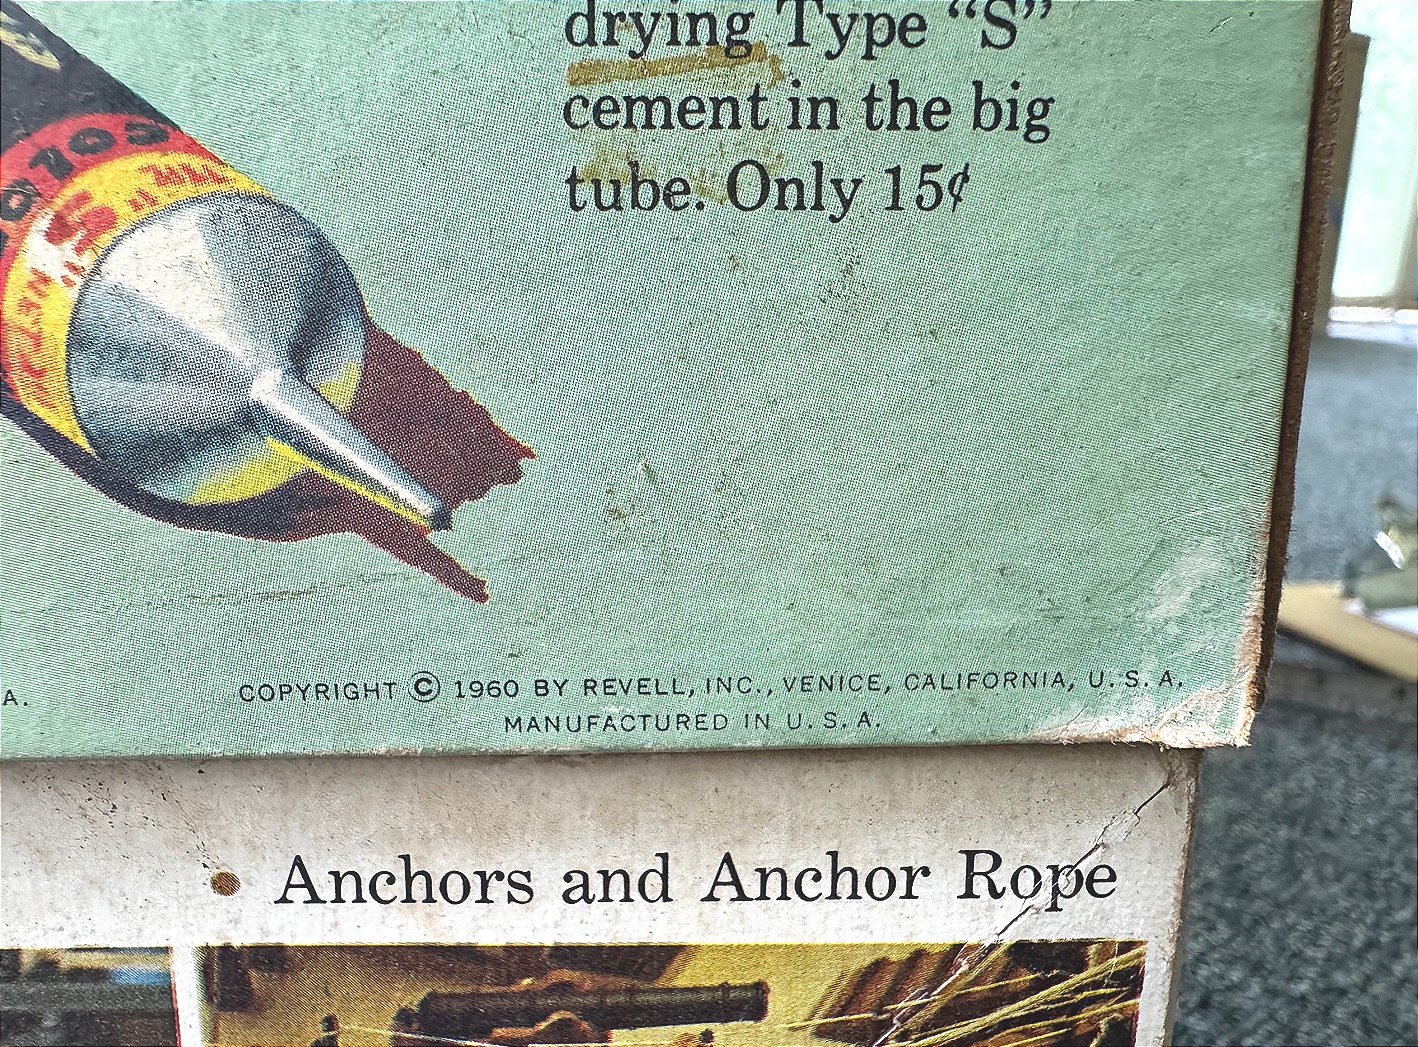 drying Type “S”
cement in the big
tube. Only 15¢
"S"
A.
COPYRIGHT © 1960 BY REVELL, INC., VENICE, CALIFORNIA, U. S. A.
MANUFACTURED IN U. S. A.
• Anchors and Anchor Rope